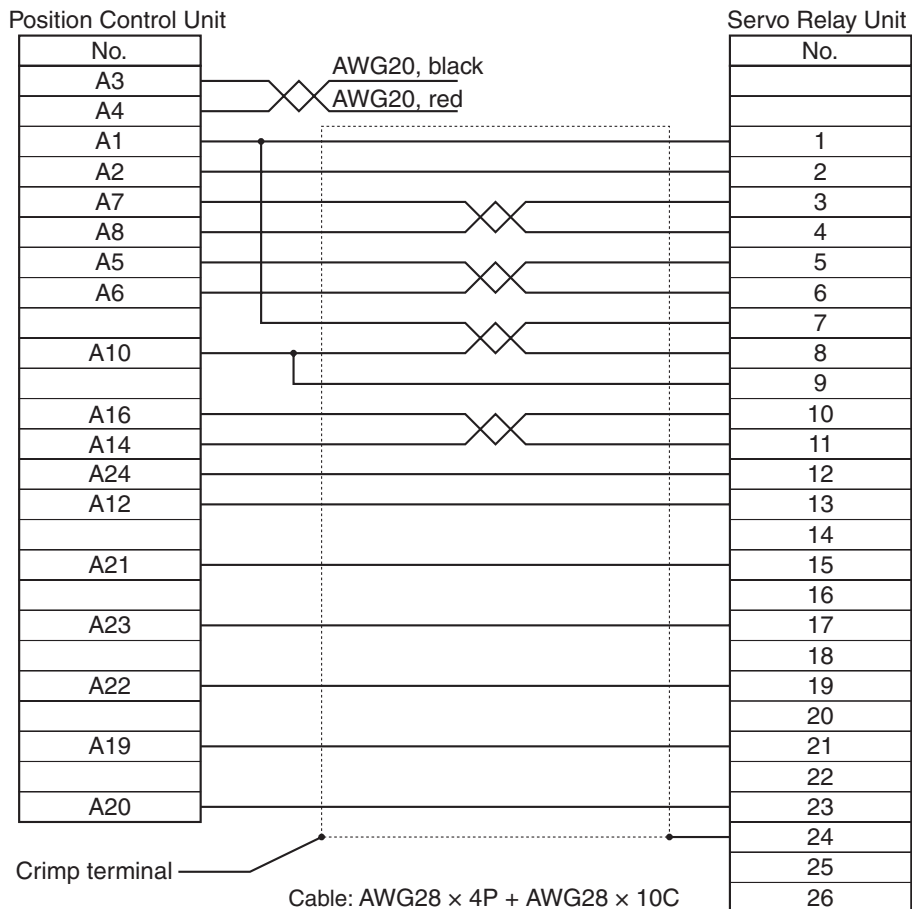 Position Control Unit Servo Relay Unit
No. No.
AWG20, black
A3
AWG20, red
A4
A1 1
A2 2
A7 3
A8 4
A5 5
A6 6
7
A10 8
9
A16 10
A14 11
A24 12
A12 13
14
A21 15
16
A23 17
18
A22 19
20
A19 21
22
A20 23
24
Crimp terminal 25
Cable: AWG28 × 4P + AWG28 × 10C 26